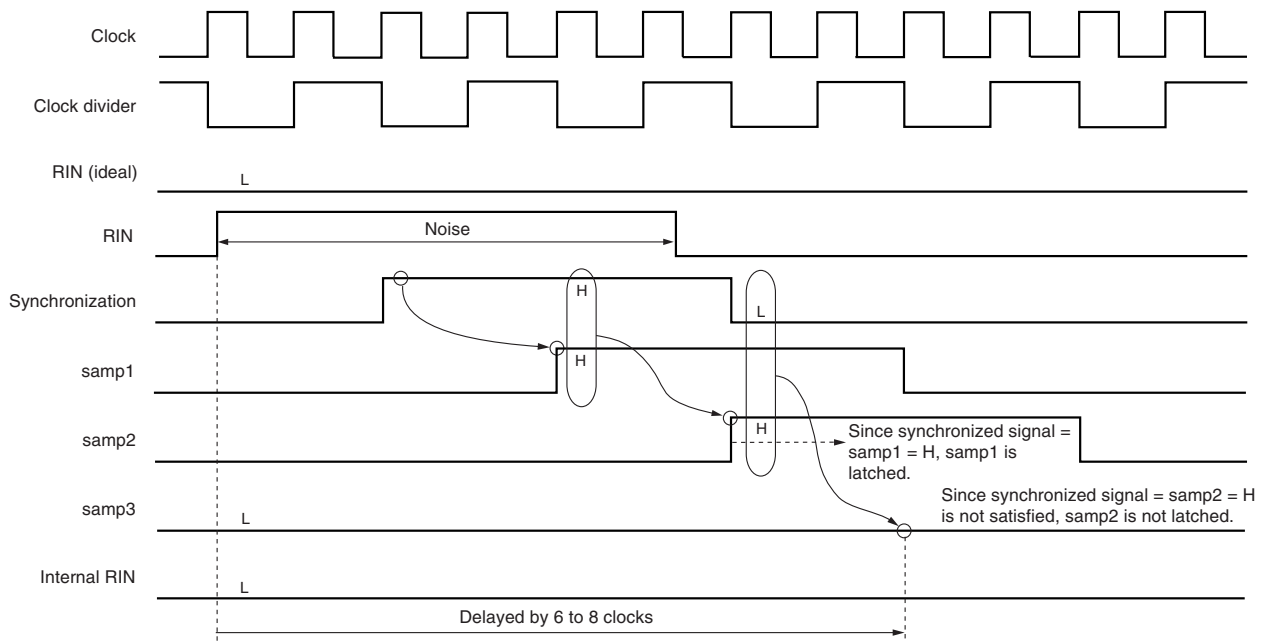 Clock
Clock divider
RIN (ideal)
L
RIN
Noise
Synchronization
H
L
samp1
H
samp2
H
Since synchronized signal =
samp1 = H, samp1 is
latched.
Since synchronized signal = samp2 = H
is not satisfied, samp2 is not latched.
samp3
L
Internal RIN
L
Delayed by 6 to 8 clocks